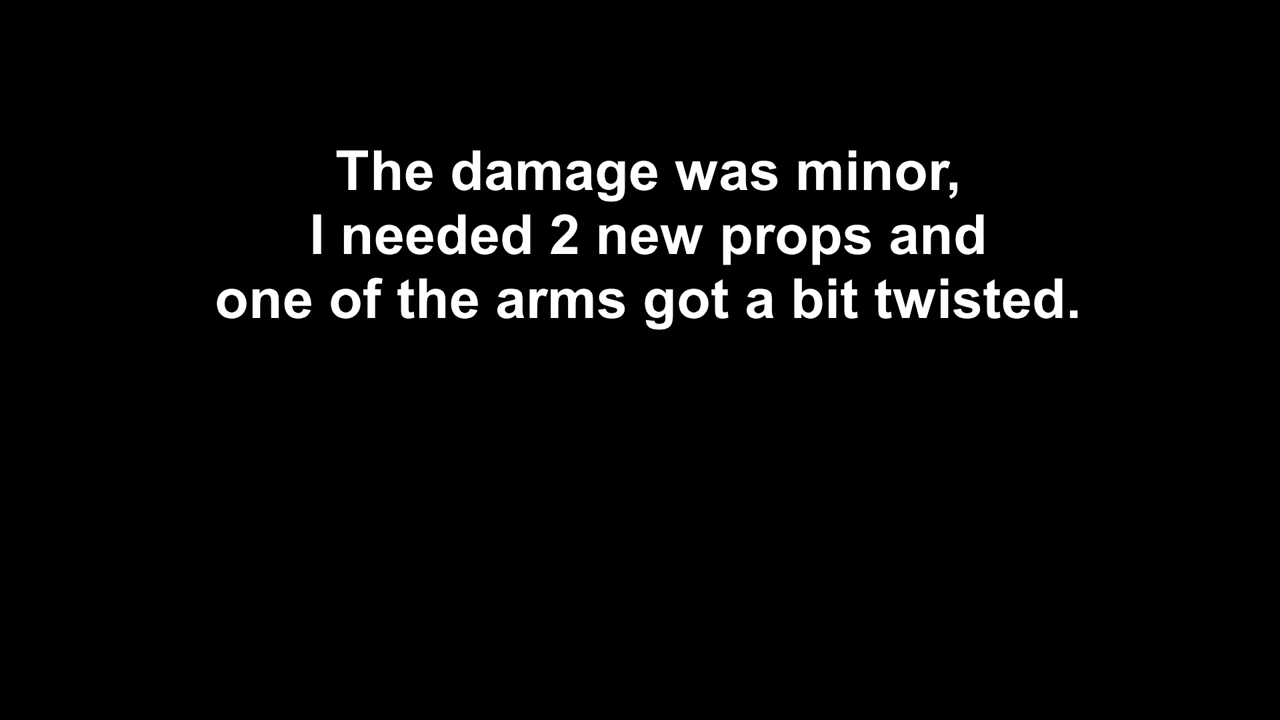 The damage was minor,
I needed 2 new props and
one of the arms got a bit twisted.